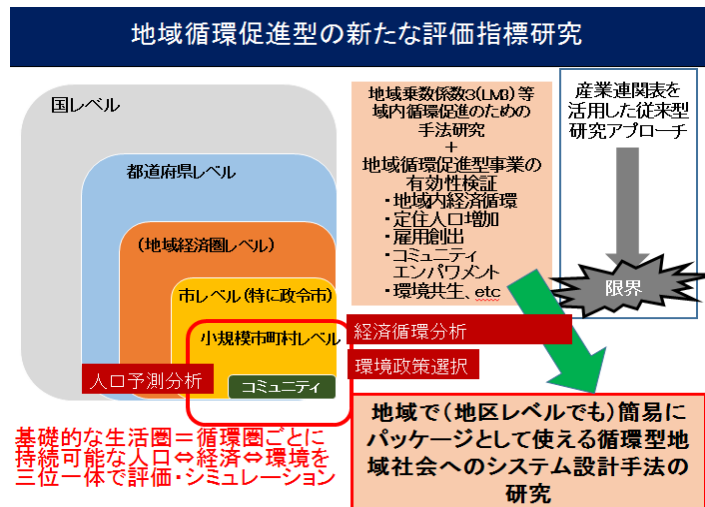 地域循環促進型の新たな評価指標研究
国レベル
都道府県レベル
(地域経済圏レベル)
市レベル(特に政令市)
小規模市町村レベル
コミュニティ
人口予測分析
基礎的な生活圏＝循環圏ごとに
持続可能な人口⇔経済⇔環境を
三位一体で評価・シミュレーション
地域乗数係数3(LM3)等
域内循環促進のための
手法研究
+
地域循環促進型事業の
有効性検証
・地域内経済循環
・定住人口増加
・雇用創出
・コミュニティ
エンパワメント
・環境共生、etc
経済循環分析
環境政策選択
産業連関表を
活用した従来型
研究アプローチ
限界
地域で(地区レベルでも)簡易に
パッケージとして使える循環型地
域社会へのシステム設計手法の
研究